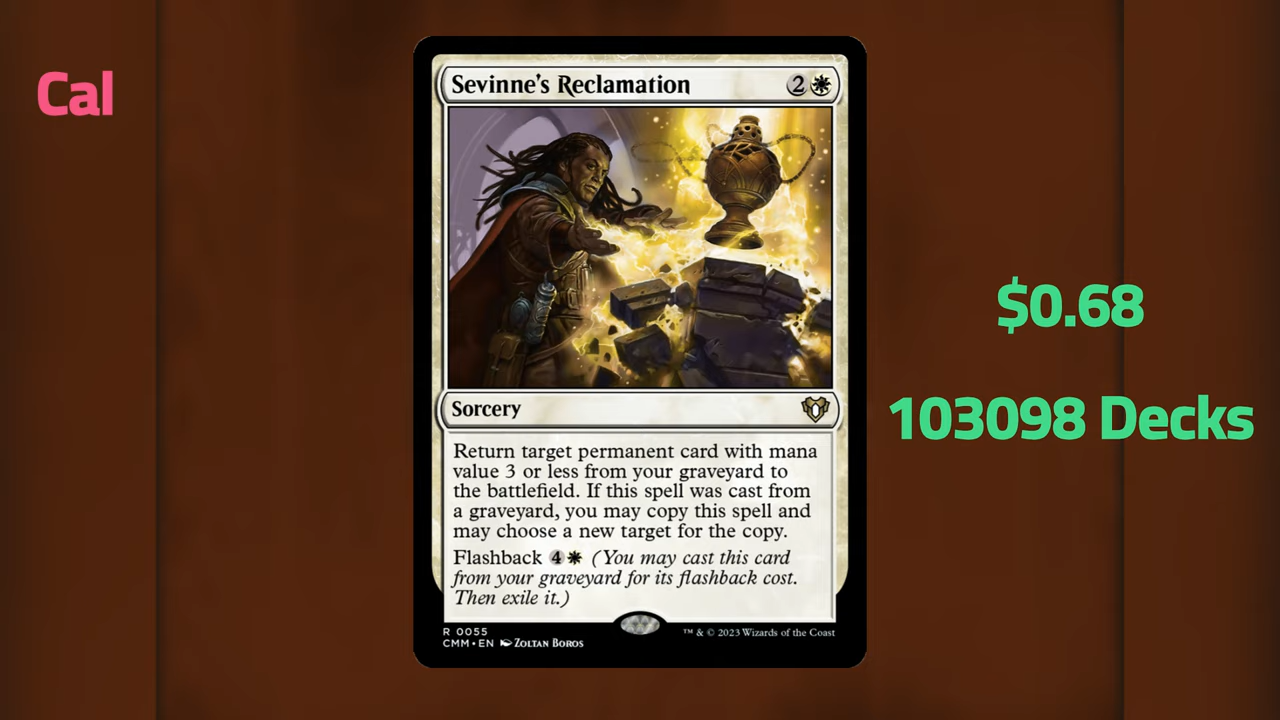 Cal
Sevinne's Reclamation 2
$0.68
103098 Decks
Sorcery
Return target permanent card with mana
value 3 or less from your graveyard to
the battlefield. If this spell was cast from
a graveyard, you may copy this spell and
may choose a new target for the copy.
Flashback 4 (You may cast this card
from your graveyard for its flashback cost.
Then exile it.)
R 0055
CMM • EN Zoltan Boros
™ & © 2023 Wizards of the Coast